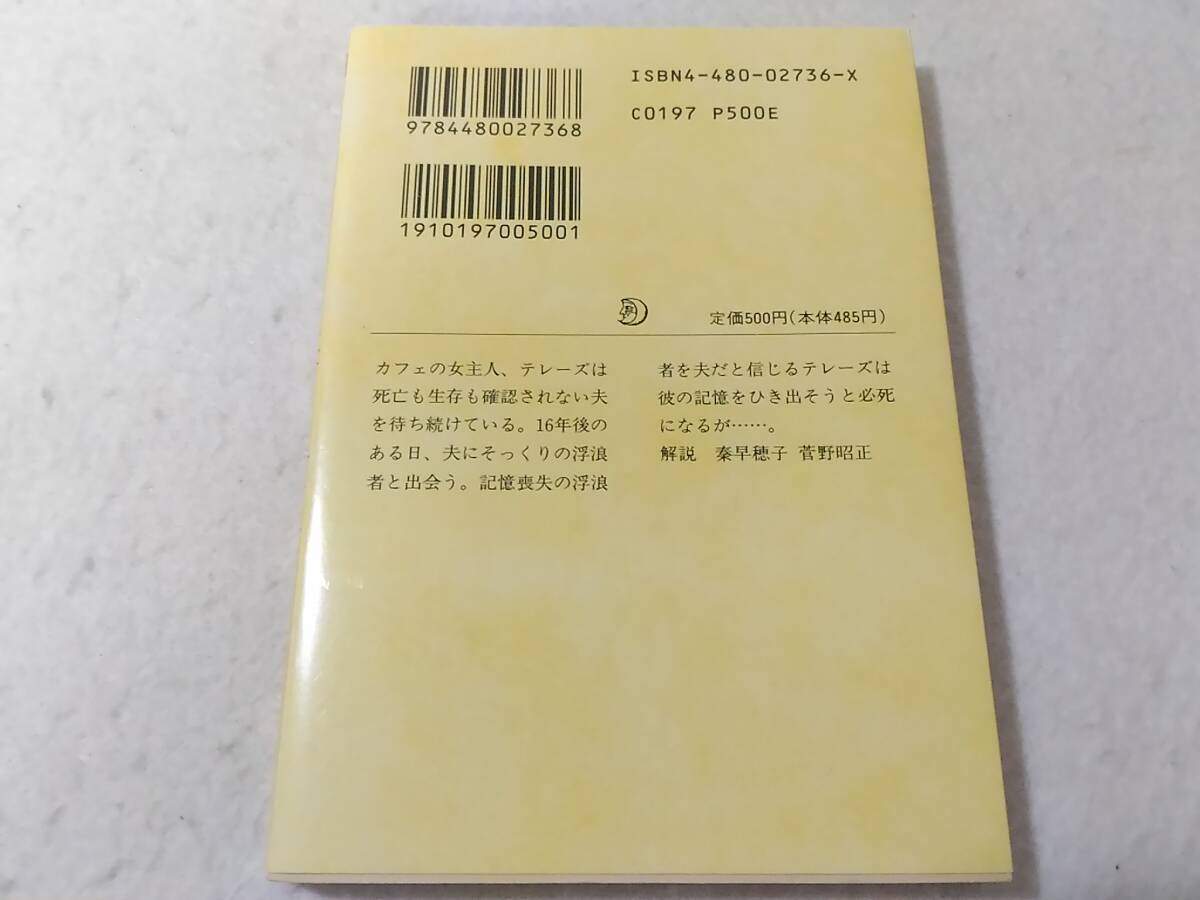 ISBN4-480-02736-X
C0197 P500E
9784480027368
1910197005001
定価500円(本体485円)
カフェの女主人、テレーズは
死亡も生存も確認されない夫
を待ち続けている。16年後の
ある日、夫にそっくりの浮浪
者と出会う。記憶喪失の浮浪
者を夫だと信じるテレーズは
彼の記憶をひき出そうと必死
になるが……。
解説 秦早穂子 菅野昭正